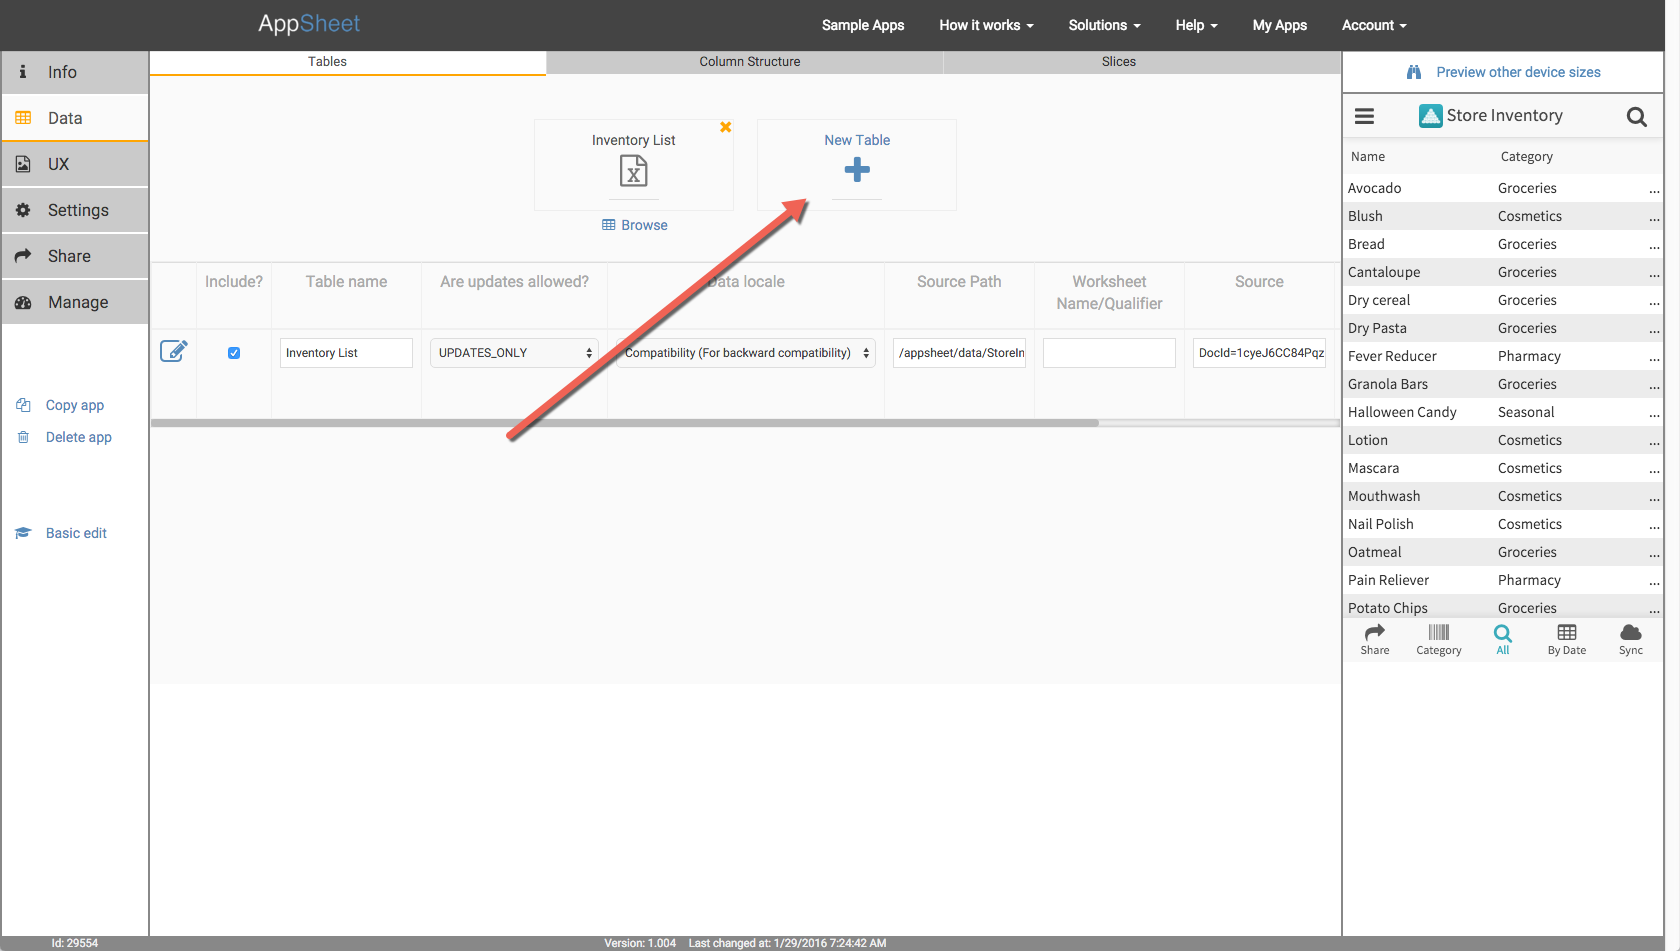 AppSheet
Sample Apps How it works Solutions Help My Apps Account
Info
Data
UX
Settings
Share
Manage
Copy app
Delete app
Basic edit
Tables Column Structure Slices
Inventory List
X
Browse
New Table
Include? Table name Are updates allowed? Data locale Source Path Worksheet Name/Qualifier Source
Inventory List UPDATES_ONLY Compatibility (For backward compatibility) /appsheet/data/StoreIn DocId=1cyeJ6CC84Pqz
Preview other device sizes
Store Inventory
Name Category
Avocado Groceries ...
Blush Cosmetics ...
Bread Groceries ...
Cantaloupe Groceries ...
Dry cereal Groceries ...
Dry Pasta Groceries ...
Fever Reducer Pharmacy ...
Granola Bars Groceries ...
Halloween Candy Seasonal ...
Lotion Cosmetics ...
Mascara Cosmetics ...
Mouthwash Cosmetics ...
Nail Polish Cosmetics ...
Oatmeal Groceries ...
Pain Reliever Pharmacy ...
Potato Chips Groceries ...
Share Category All By Date Sync
Id: 29554 Version: 1.004 Last changed at: 1/29/2016 7:24:42 AM